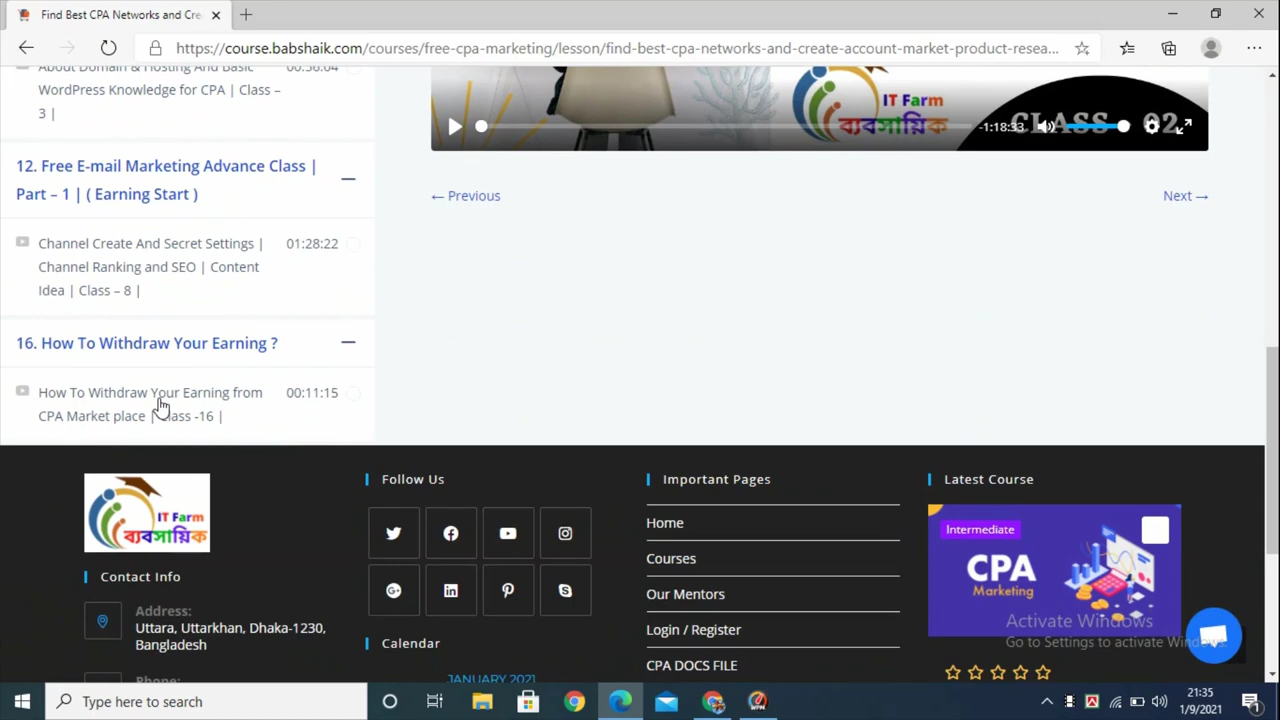 Find Best CPA Networks and Cre
https://course.babshaik.com/courses/free-cpa-marketing/lesson/find-best-cpa-networks-and-create-account-market-product-resea...
About Domain & Hosting And Basic
WordPress Knowledge for CPA | Class –
3 |
00:56:04
12. Free E-mail Marketing Advance Class |
Part – 1 | ( Earning Start )
Channel Create And Secret Settings |
Channel Ranking and SEO | Content
Idea | Class – 8 |
01:28:22
16. How To Withdraw Your Earning ?
How To Withdraw Your Earning from
CPA Market place | Class -16 |
00:11:15
IT Farm
ব্যবসায়িক
CLASS 02
-1:18:33
← Previous
Next →
IT Farm
ব্যবসায়িক
Contact Info
Address:
Uttara, Uttarkhan, Dhaka-1230,
Bangladesh
Phone:
Follow Us
Calendar
JANUARY 2021
Important Pages
Home
Courses
Our Mentors
Login / Register
CPA DOCS FILE
Latest Course
Intermediate
CPA
Marketing
Activate Windows
Go to Settings to activate Windows.
Type here to search
21:35
1/9/2021